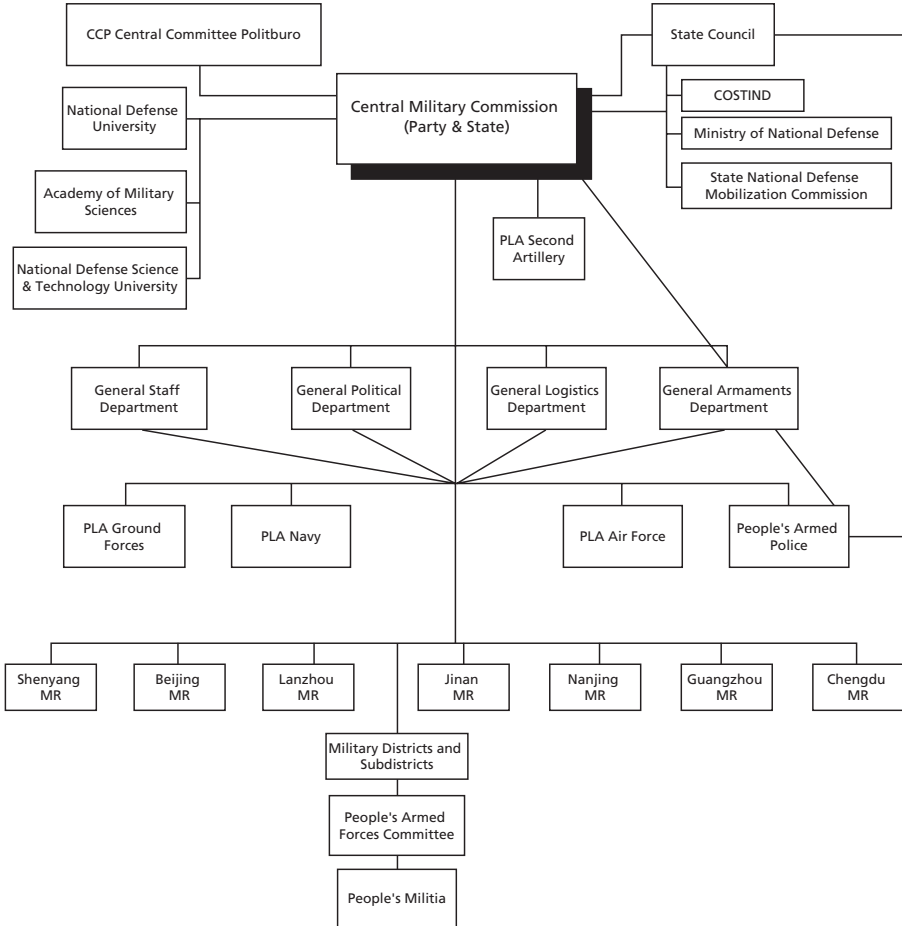 CCP Central Committee Politburo
State Council
Central Military Commission
(Party & State)
COSTIND
National Defense
University
Ministry of National Defense
Academy of Military
Sciences
State National Defense
Mobilization Commission
PLA Second
Artillery
National Defense Science
& Technology University
General Staff
Department
General Political
Department
General Logistics
Department
General Armaments
Department
PLA Ground
Forces
PLA Navy
PLA Air Force
People's Armed
Police
Shenyang
MR
Beijing
MR
Lanzhou
MR
Jinan
MR
Nanjing
MR
Guangzhou
MR
Chengdu
MR
Military Districts and
Subdistricts
People's Armed
Forces Committee
People's Militia